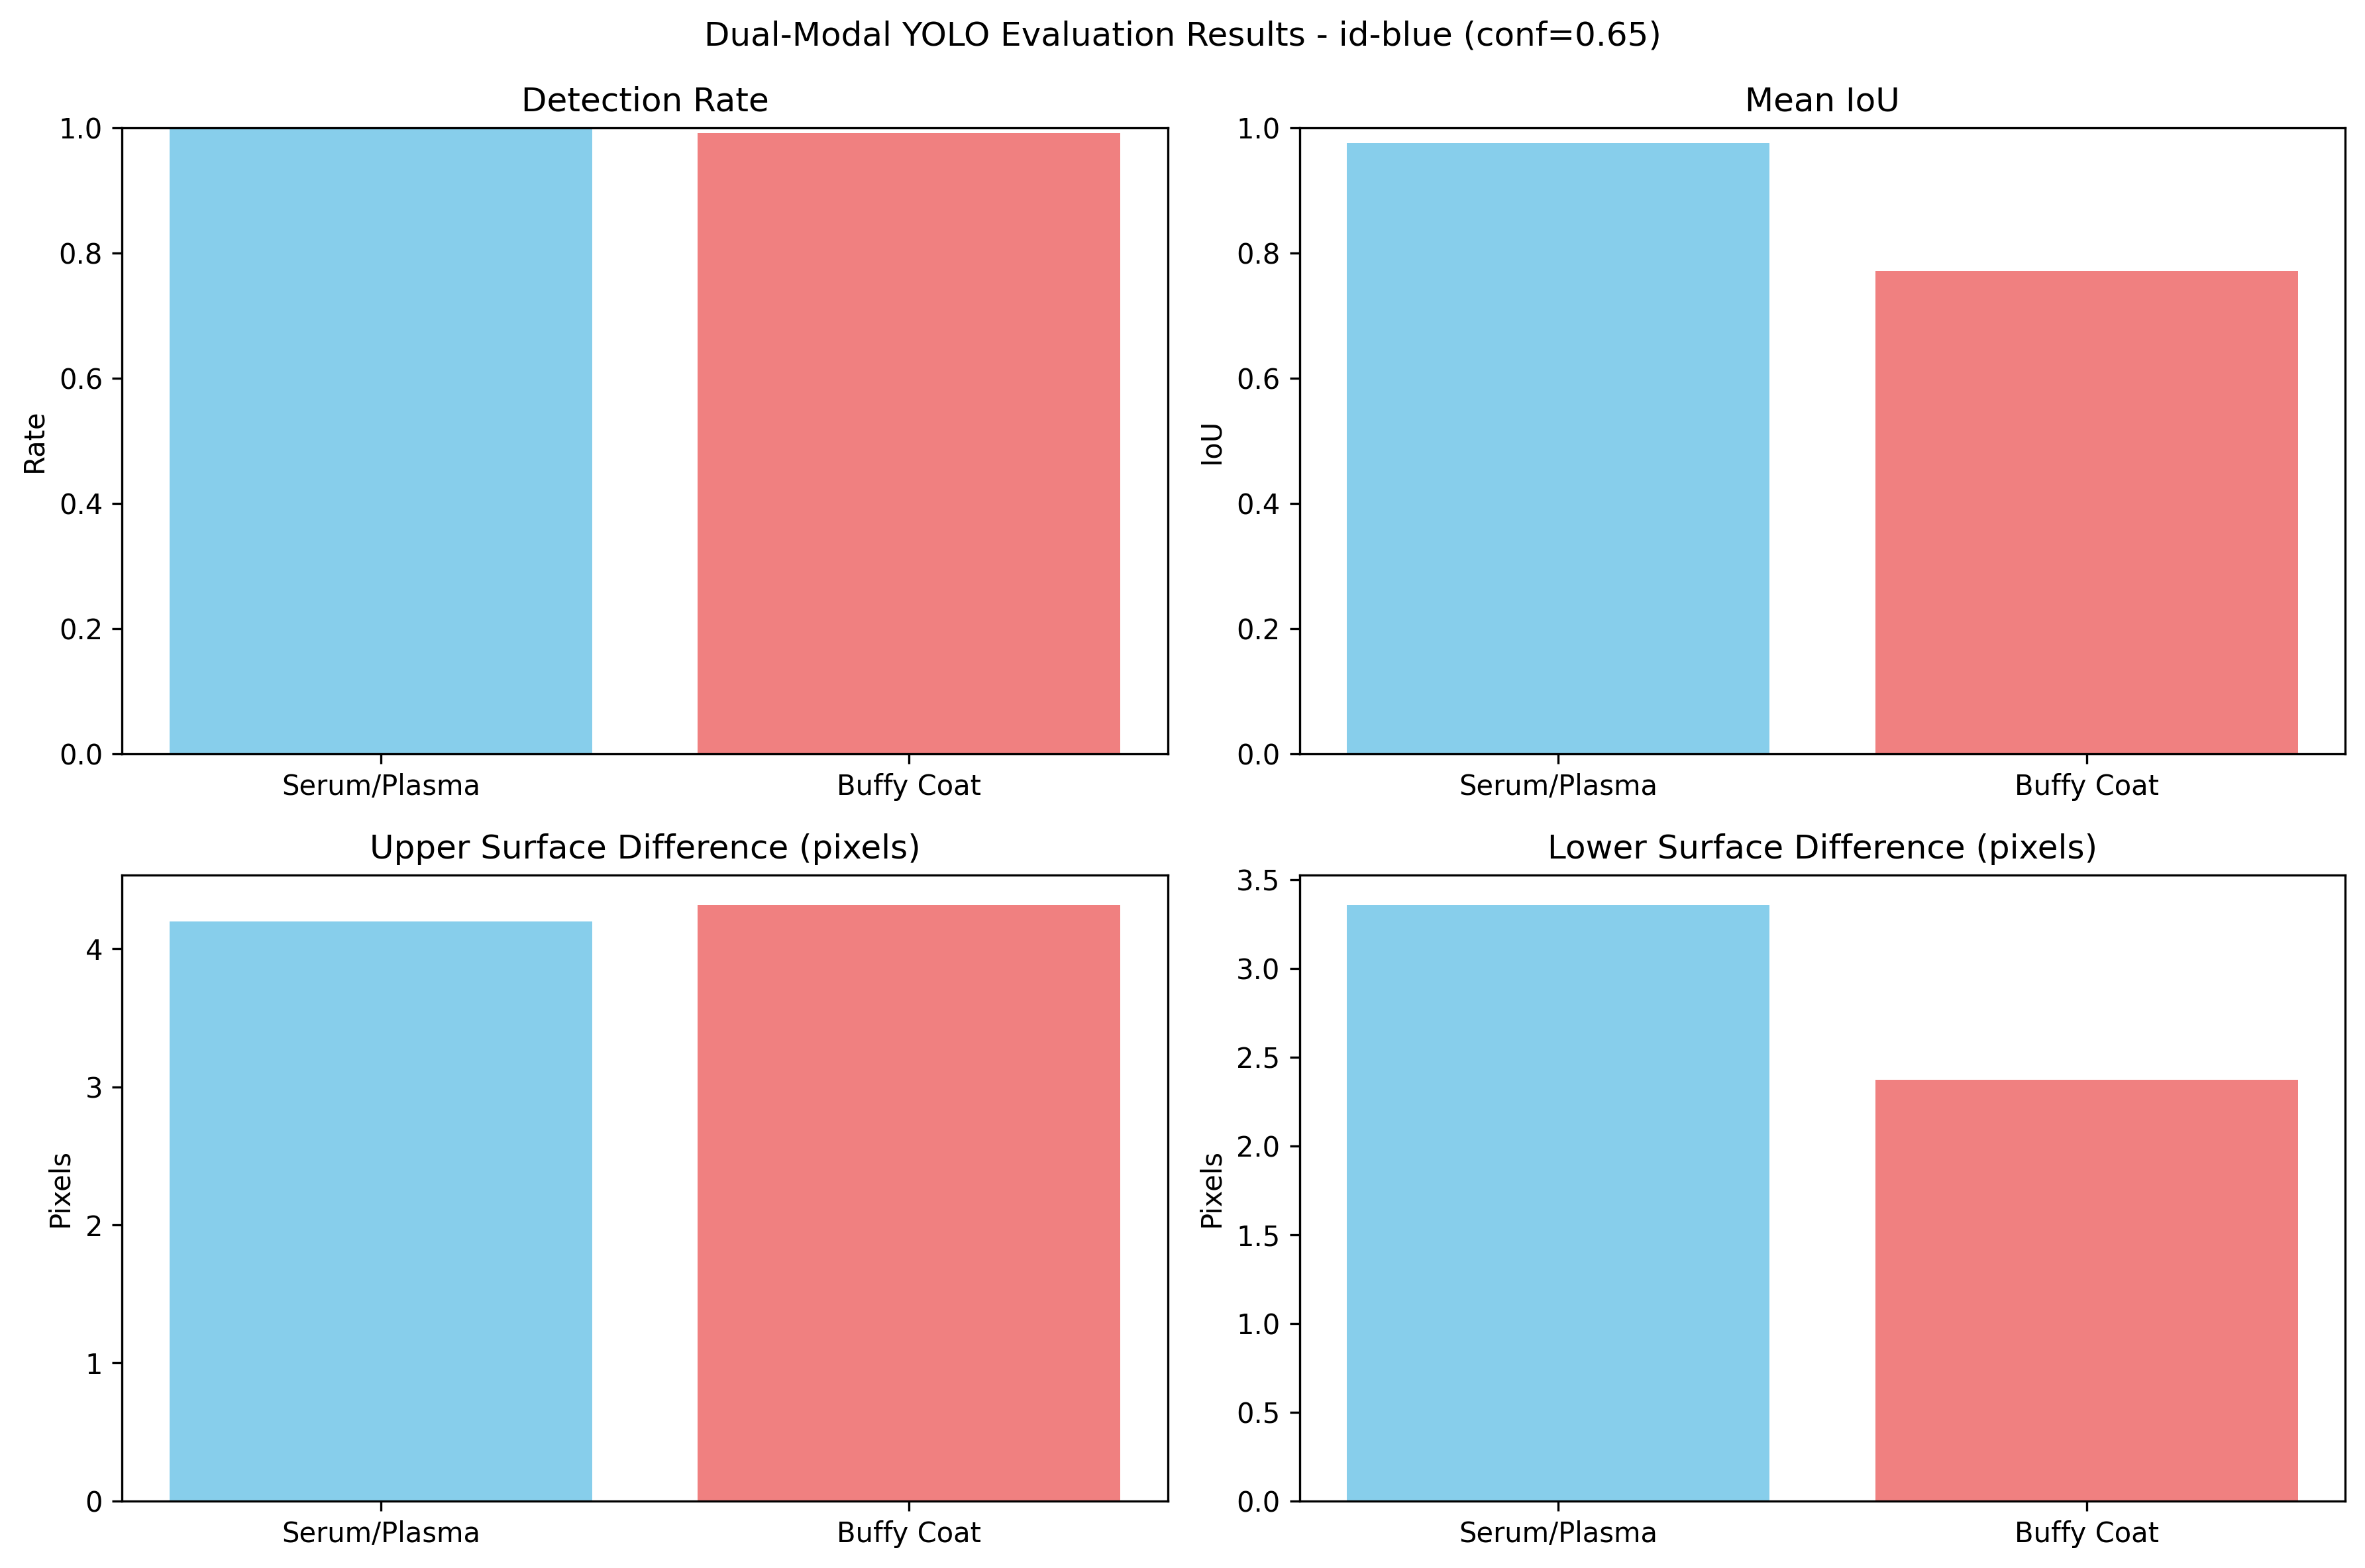 Dual-Modal YOLO Evaluation Results - id-blue (conf=0.65)
Detection Rate
1.0
0.8
0.6
0.4
0.2
0.0
Rate
Serum/Plasma
Buffy Coat
Mean IoU
1.0
0.8
0.6
0.4
0.2
0.0
IoU
Serum/Plasma
Buffy Coat
Upper Surface Difference (pixels)
4
3
2
1
0
Pixels
Serum/Plasma
Buffy Coat
Lower Surface Difference (pixels)
3.5
3.0
2.5
2.0
1.5
1.0
0.5
0.0
Pixels
Serum/Plasma
Buffy Coat